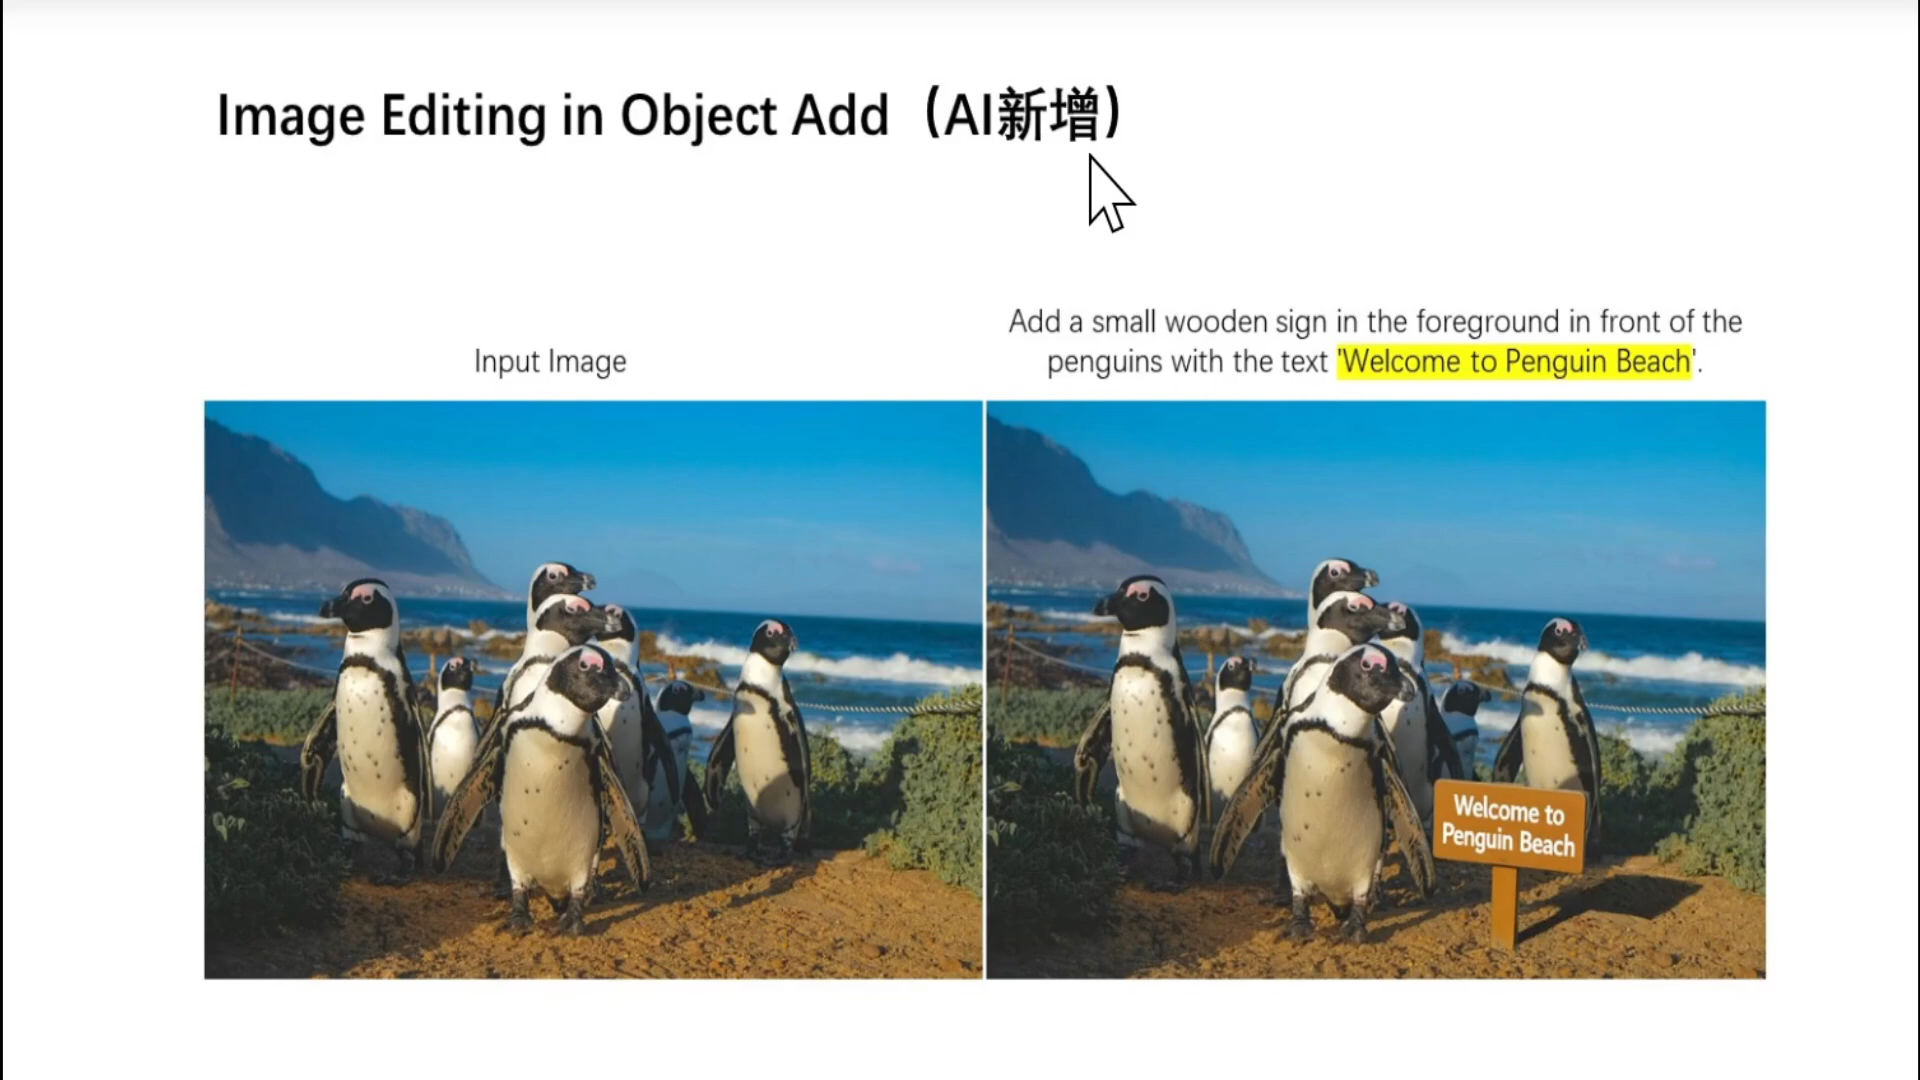 Image Editing in Object Add（AI新增）
Input Image
Add a small wooden sign in the foreground in front of the
penguins with the text 'Welcome to Penguin Beach'.
Welcome to
Penguin Beach